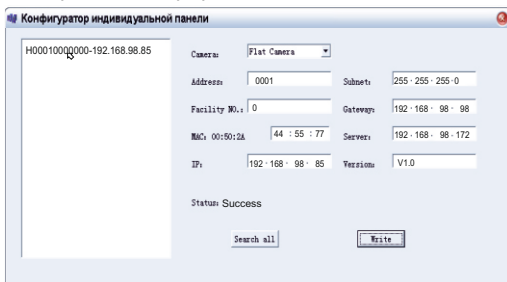 Конфигуратор индивидуальной панели
H00010000000-192.168.98.85
Camera: Flat Camera
Address: 0001 Subnet: 255 · 255 · 255 · 0
Facility NO.: 0 Gateway: 192 · 168 · 98 · 98
MAC: 00:50:2A 44 : 55 : 77 Server: 192 · 168 · 98 · 172
IP: 192 · 168 · 98 · 85 Version: V1.0
Status: Success
Search all Write